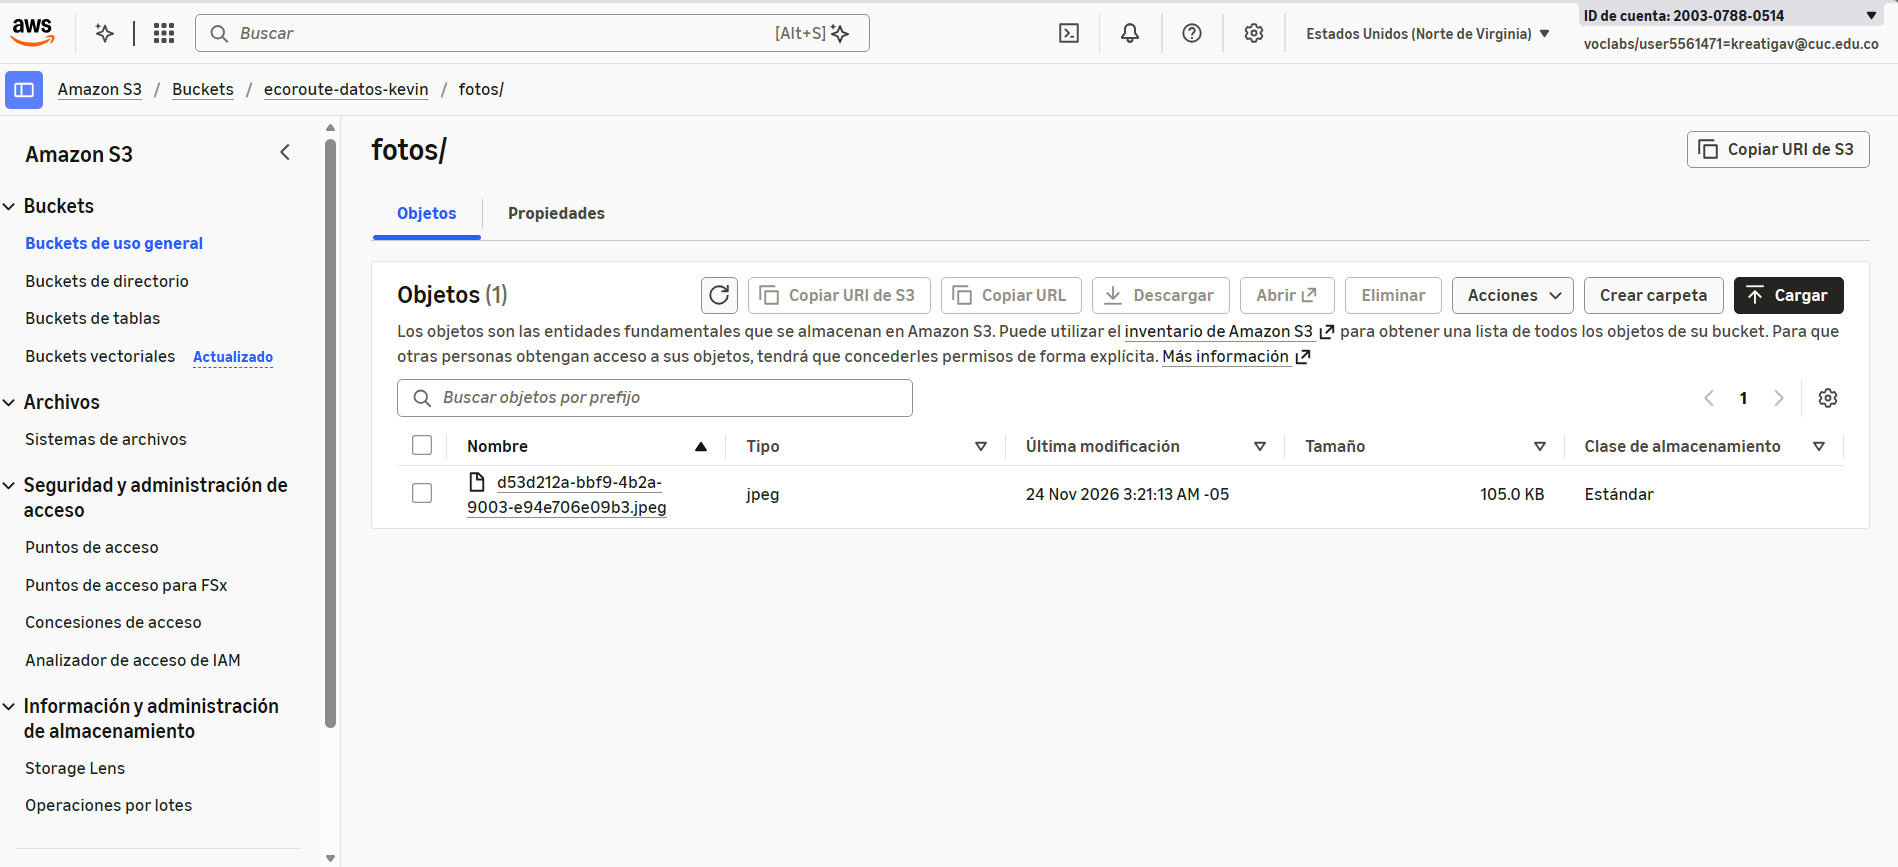 aws
Buscar
[Alt+S]
Estados Unidos (Norte de Virginia)
ID de cuenta: 2003-0788-0514
voclabs/user5561471=kreatigav@cuc.edu.co
Amazon S3 / Buckets / ecoroute-datos-kevin / fotos/
Amazon S3
Buckets
Buckets de uso general
Buckets de directorio
Buckets de tablas
Buckets vectoriales Actualizado
Archivos
Sistemas de archivos
Seguridad y administración de
acceso
Puntos de acceso
Puntos de acceso para FSx
Concesiones de acceso
Analizador de acceso de IAM
Información y administración
de almacenamiento
Storage Lens
Operaciones por lotes
fotos/
Copiar URI de S3
Objetos
Propiedades
Objetos (1)
Copiar URI de S3
Copiar URL
Descargar
Abrir
Eliminar
Acciones
Crear carpeta
Cargar
Los objetos son las entidades fundamentales que se almacenan en Amazon S3. Puede utilizar el inventario de Amazon S3 para obtener una lista de todos los objetos de su bucket. Para que
otras personas obtengan acceso a sus objetos, tendrá que concederles permisos de forma explícita. Más información
Buscar objetos por prefijo
1
Nombre
Tipo
Última modificación
Tamaño
Clase de almacenamiento
d53d212a-bbf9-4b2a-
9003-e94e706e09b3.jpeg
jpeg
24 Nov 2026 3:21:13 AM -05
105.0 KB
Estándar